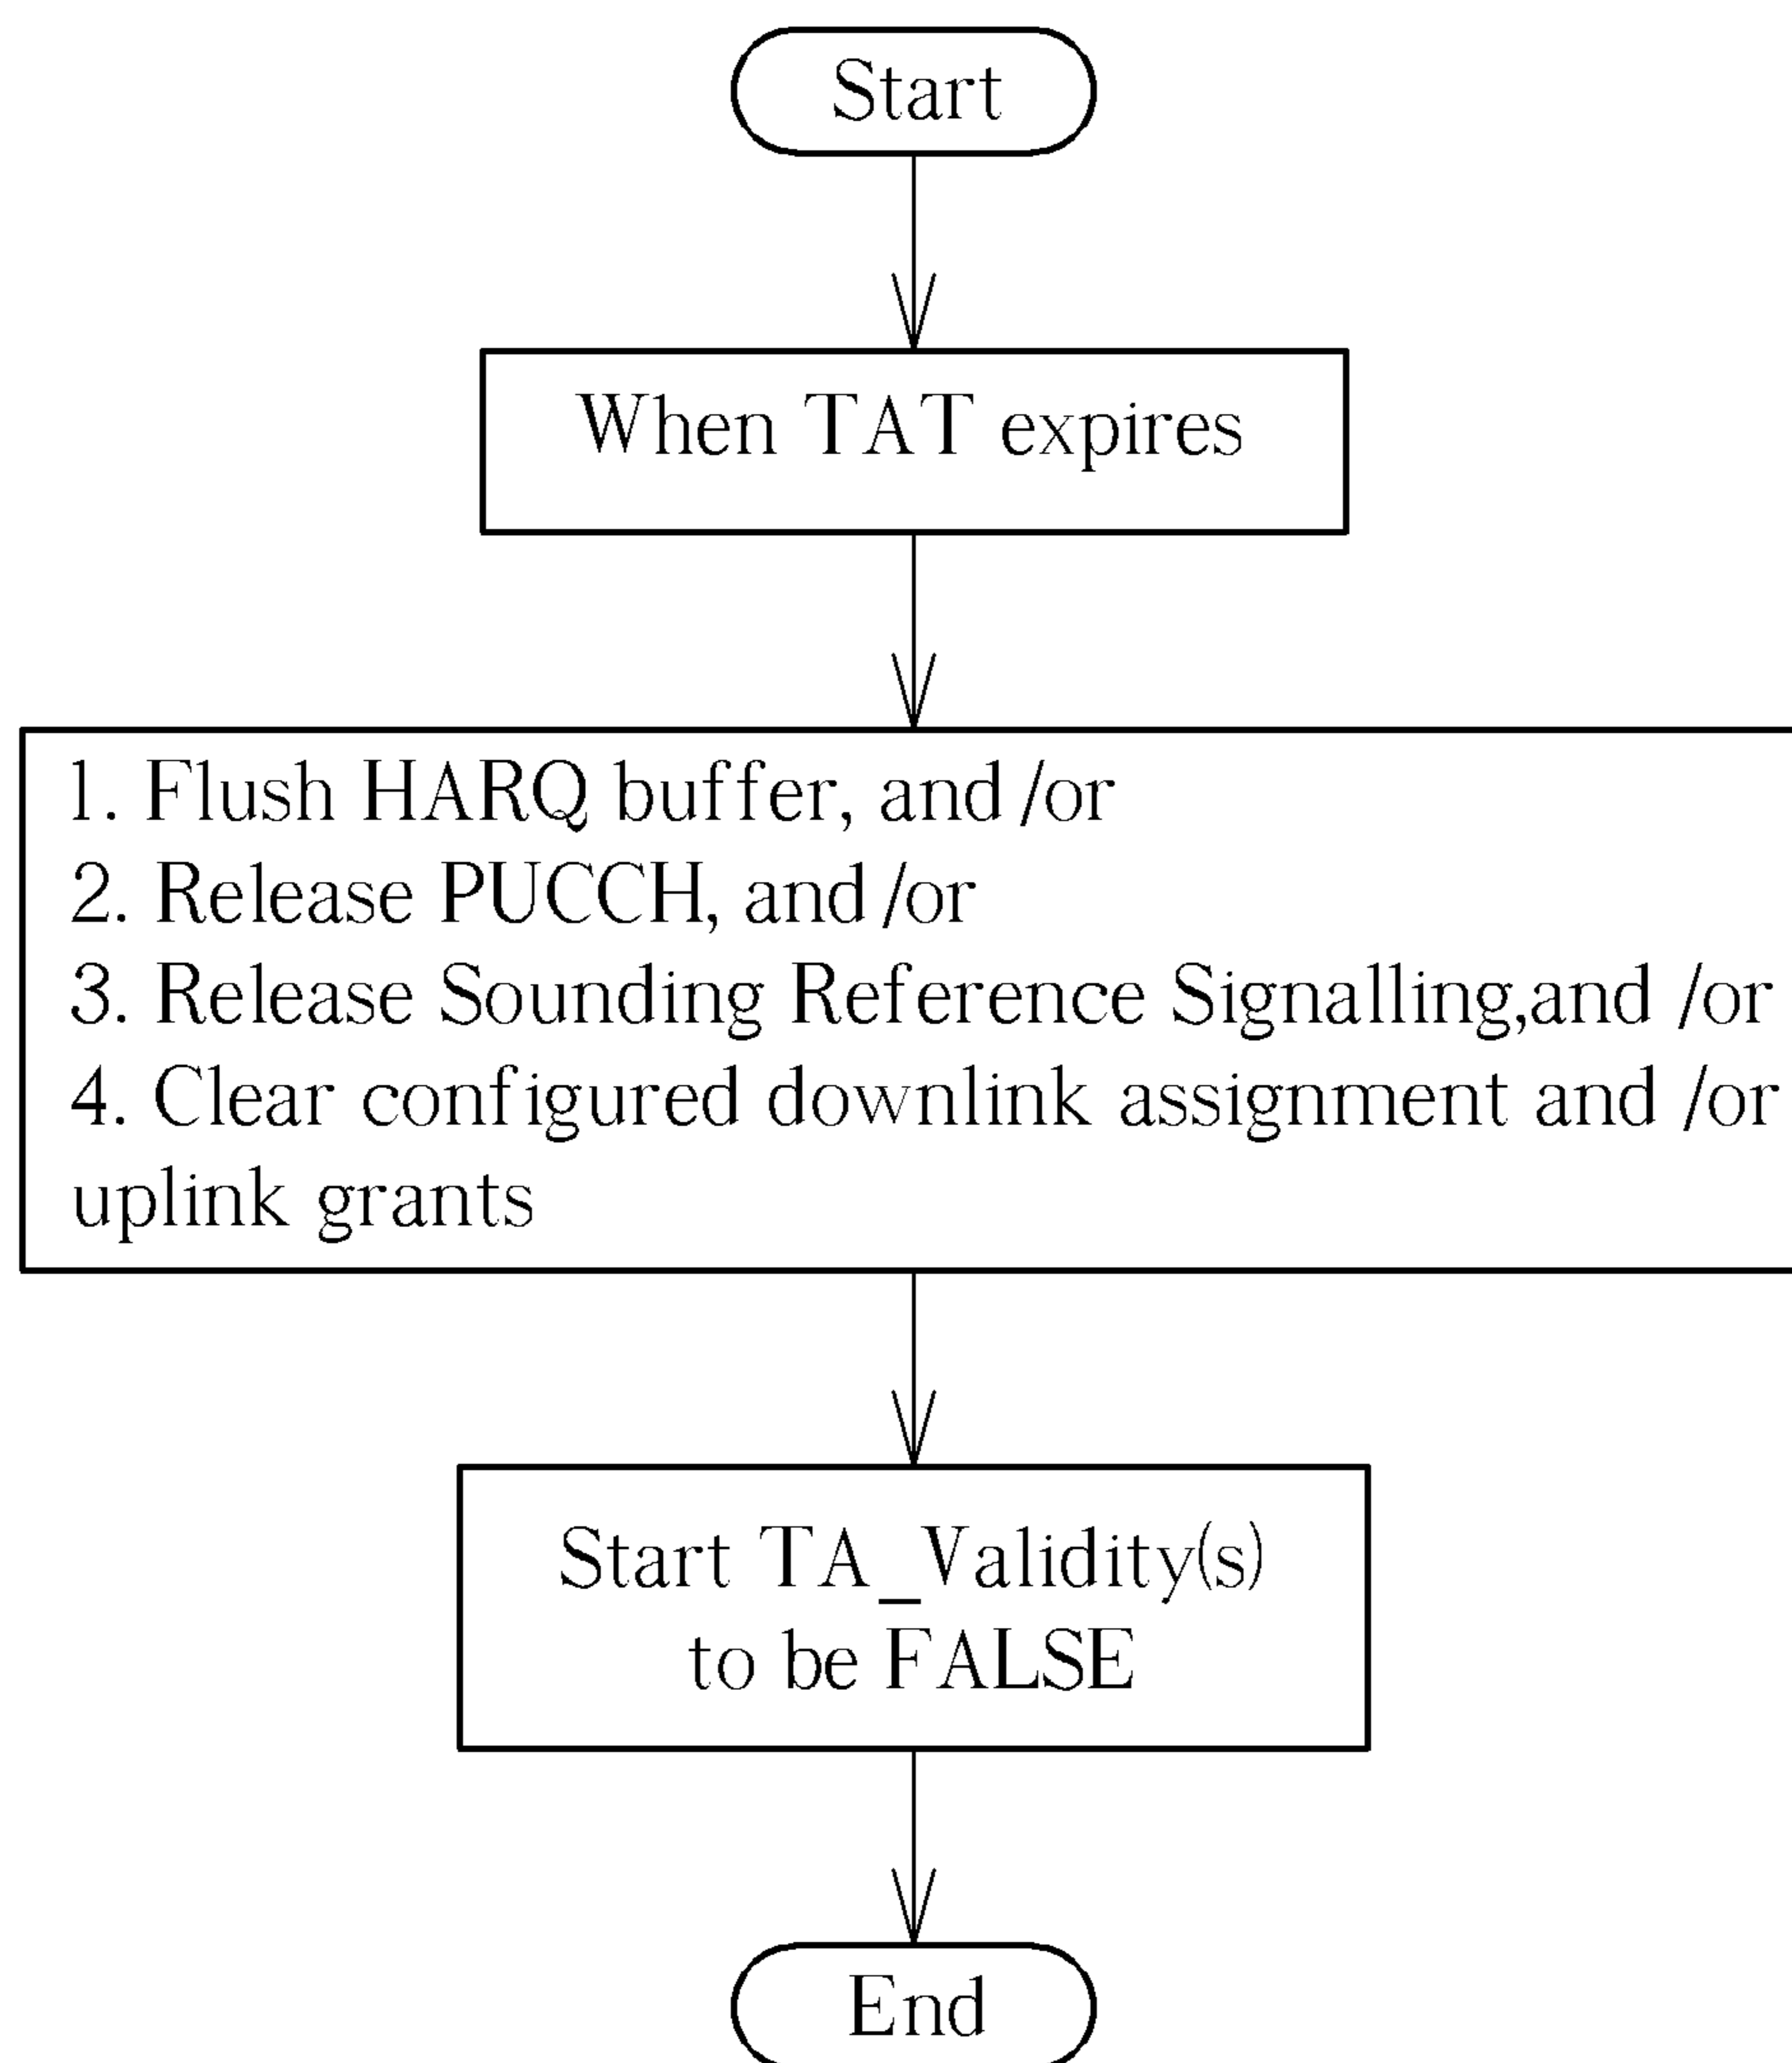 Start
When TAT expires
1. Flush HARQ buffer, and/or
2. Release PUCCH, and/or
3. Release Sounding Reference Signalling,and /or
4. Clear configured downlink assignment and /or
uplink grants
Start TA_Validity(s)
to be FALSE
End